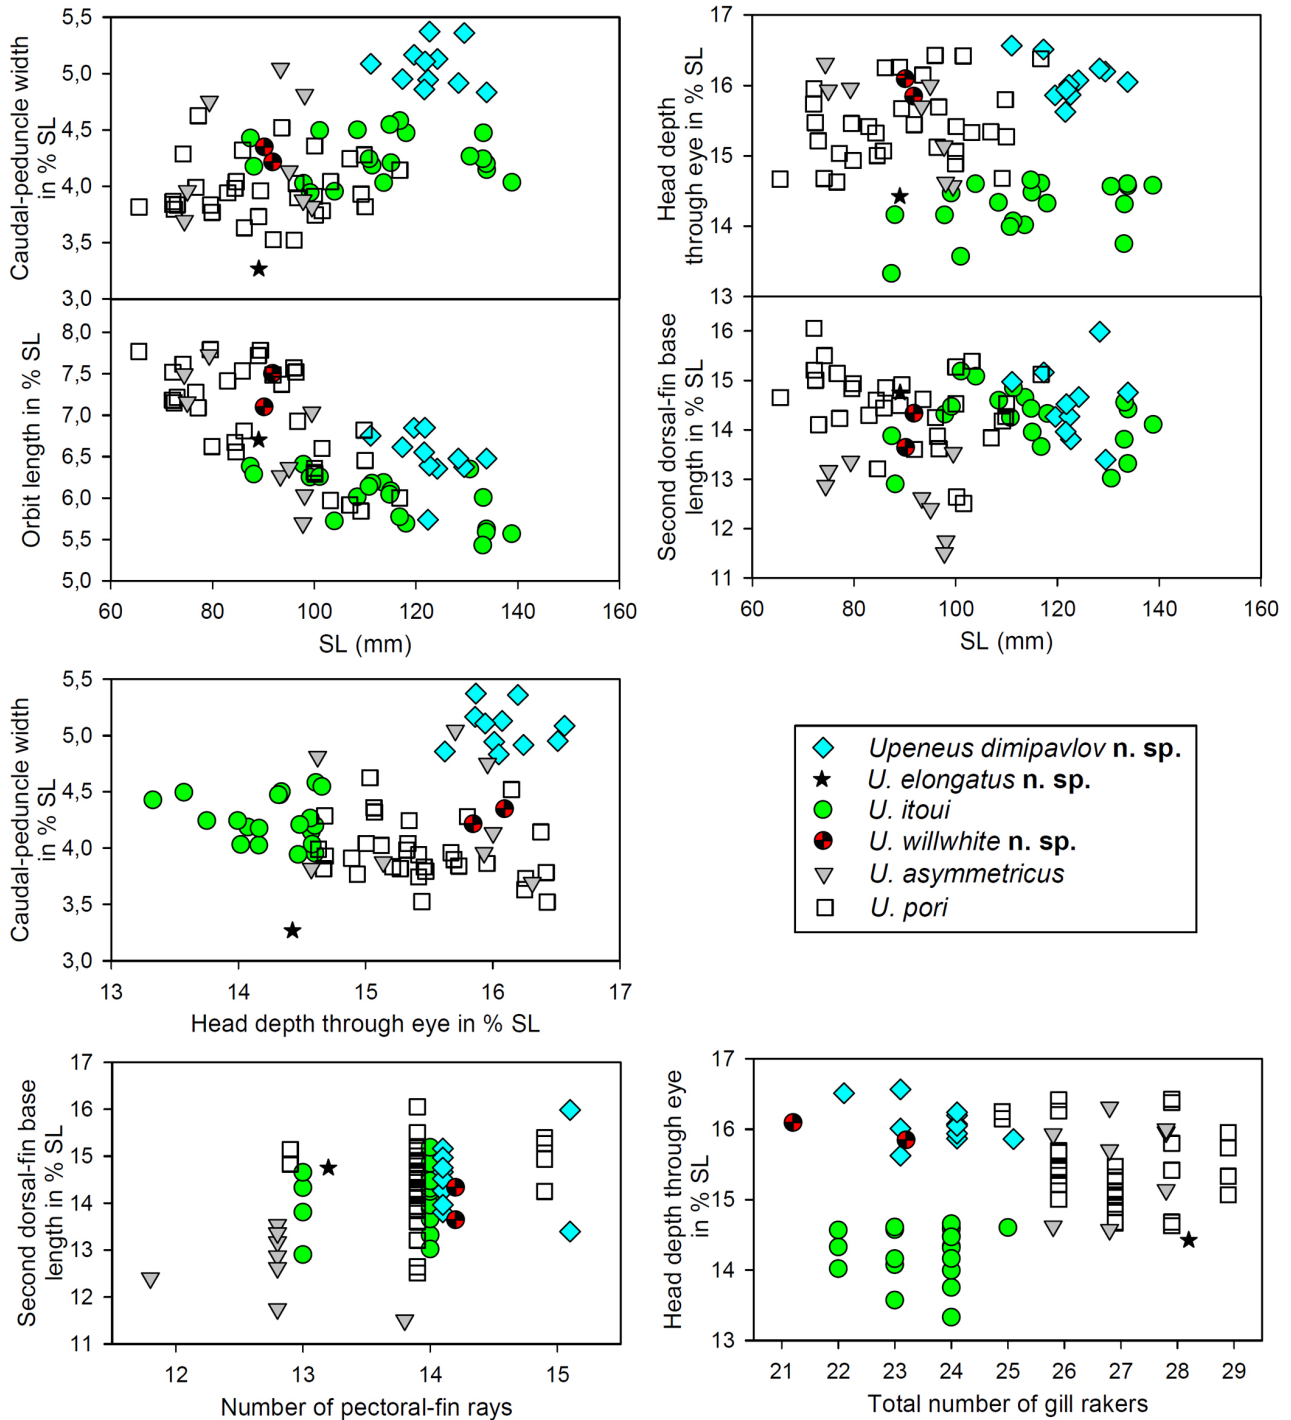 Caudal-peduncle width
in % SL
5,5
5,0
4,5
4,0
3,5
3,0
Orbit length in % SL
8,0
7,5
7,0
6,5
6,0
5,5
5,0
60 80 100 120 140 160
SL (mm)
Head depth
through eye in % SL
17
16
15
14
13
Second dorsal-fin base
length in % SL
16
15
14
13
12
11
60 80 100 120 140 160
SL (mm)
Caudal-peduncle width
in % SL
5,5
5,0
4,5
4,0
3,5
3,0
13 14 15 16 17
Head depth through eye in % SL
Upeneus dimipavlov n. sp.
U. elongatus n. sp.
U. itoui
U. willwhite n. sp.
U. asymmetricus
U. pori
Second dorsal-fin base
length in % SL
17
16
15
14
13
12
11
12 13 14 15
Number of pectoral-fin rays
Head depth through eye
in % SL
17
16
15
14
13
21 22 23 24 25 26 27 28 29
Total number of gill rakers